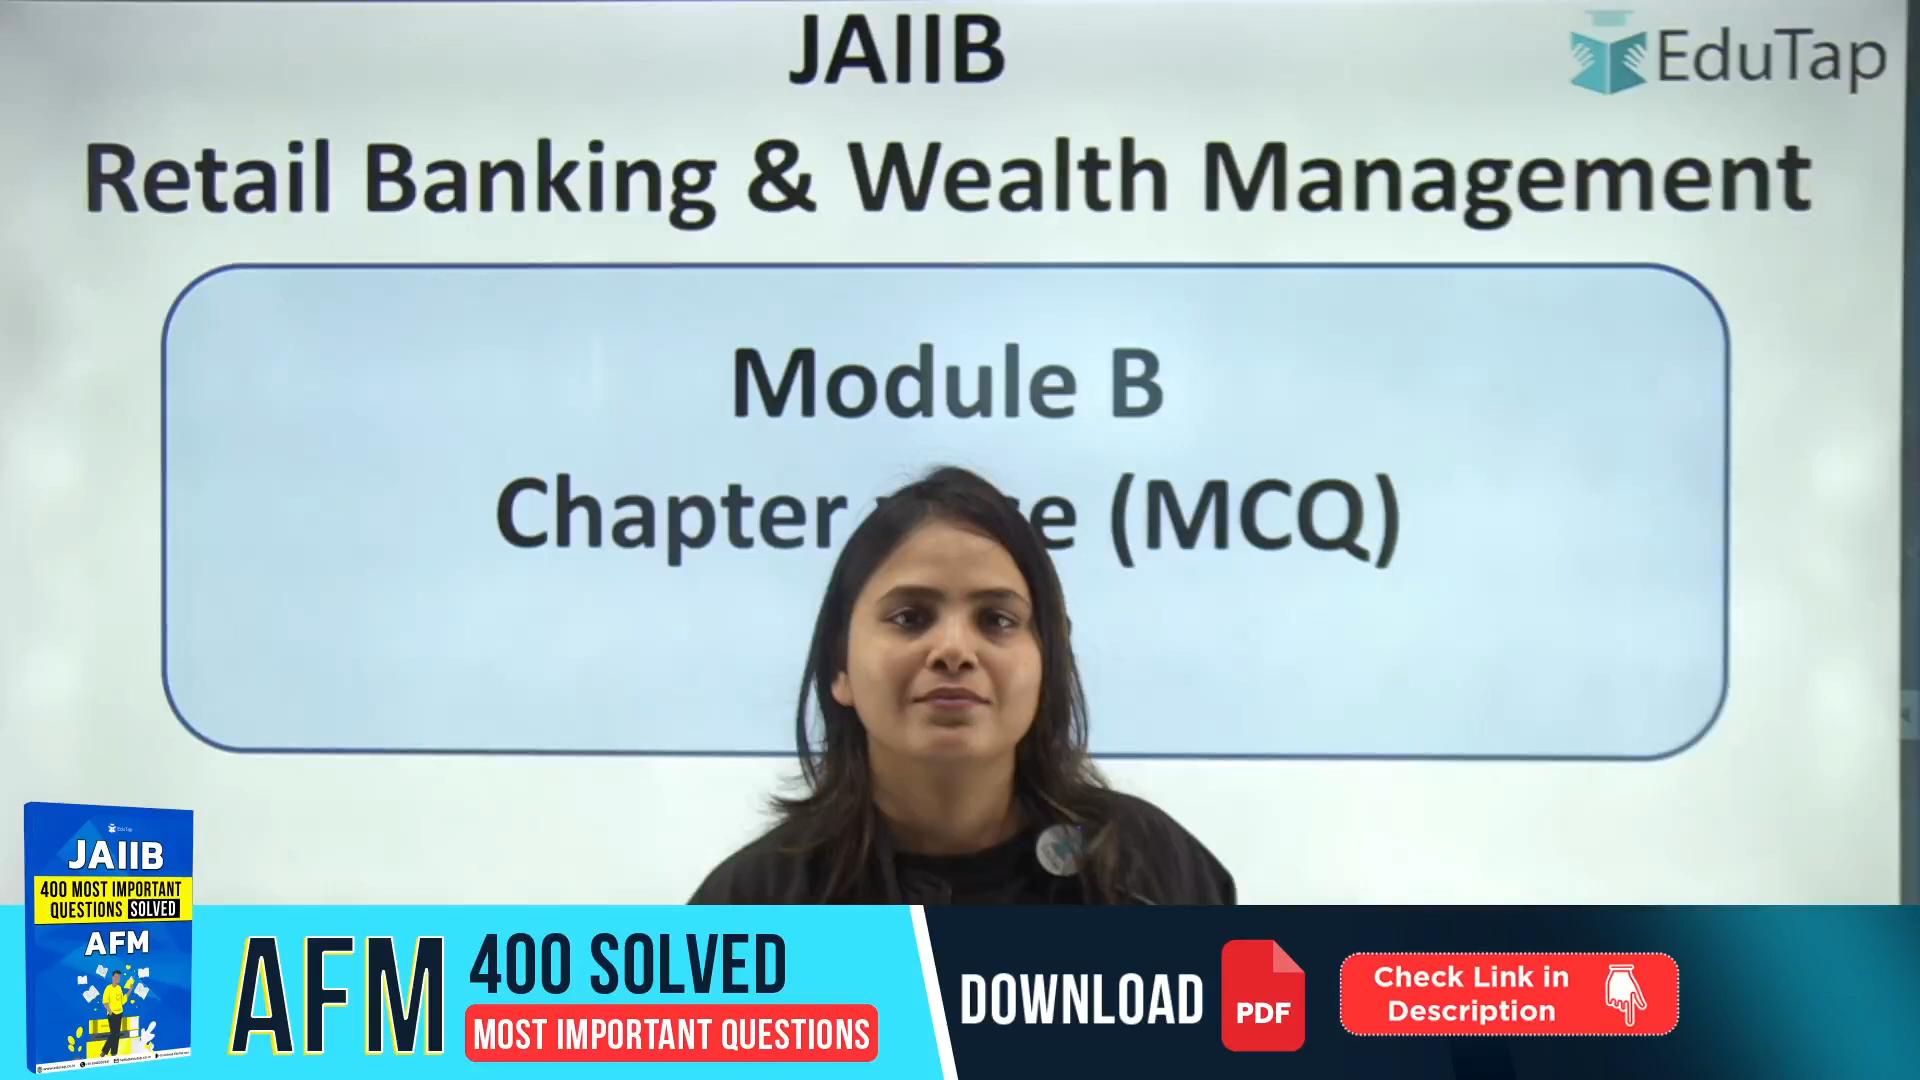 JAIIB
EduTap
Retail Banking & Wealth Management
Module B
Chapter (MCQ)
EduTap
JAIIB
400 MOST IMPORTANT
QUESTIONS SOLVED
AFM
AFM
400 SOLVED
MOST IMPORTANT QUESTIONS
DOWNLOAD
PDF
Check Link in
Description